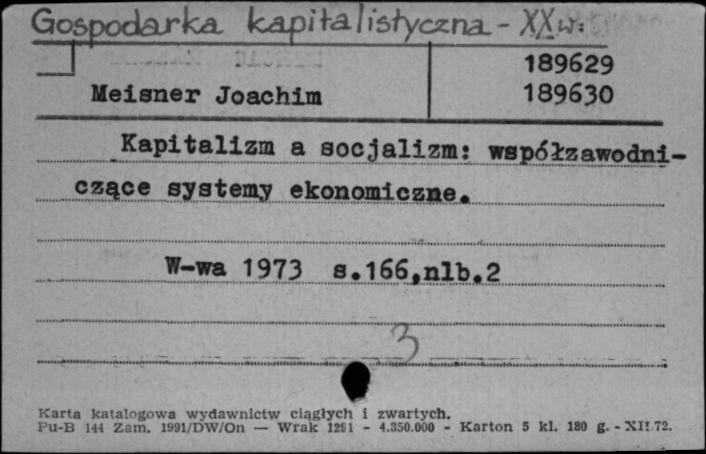 Gospodarka kapitalistyczna - XXw.
189629
Meisner Joachim 189630
Kapitalizm a socjalizm: współzawodni-
czące systemy ekonomiczne.
W-wa 1973 s.166,nlb.2
3
Karta katalogowa wydawnictw ciągłych i zwartych.
Pu-B 144 Zam. 1991/DW/On — Wrak 1291 - 4.350.000 - Karton 5 kl. 180 g. - XII.72.